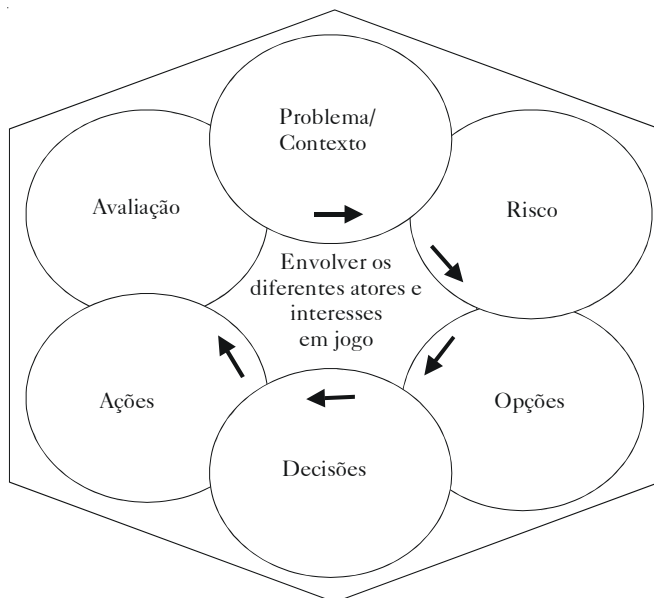 Problema/
Contexto
Avaliação
Risco
Envolver os
diferentes atores e
interesses
em jogo
Ações
Opções
Decisões